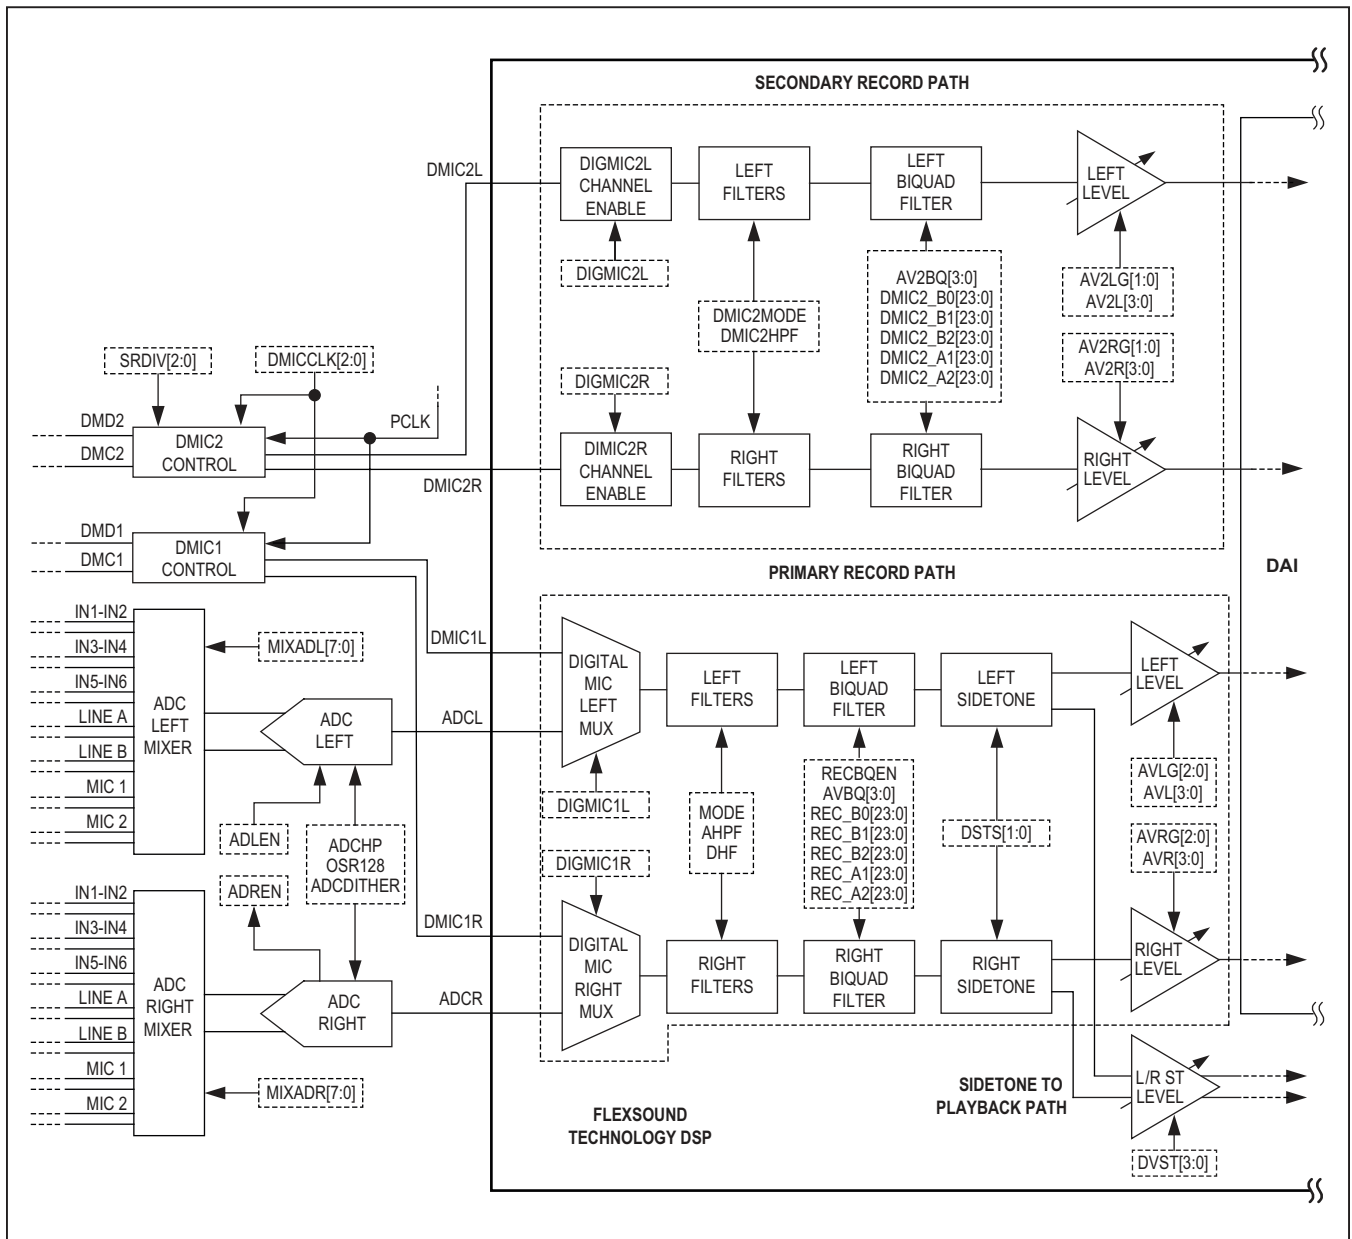 SECONDARY RECORD PATH
DMIC2L
DIGMIC2L
CHANNEL
ENABLE
LEFT
FILTERS
LEFT
BIQUAD
FILTER
LEFT
LEVEL
DIGMIC2L
DMIC2MODE
DMIC2HPF
AV2BQ[3:0]
DMIC2_B0[23:0]
DMIC2_B1[23:0]
DMIC2_B2[23:0]
DMIC2_A1[23:0]
DMIC2_A2[23:0]
AV2LG[1:0]
AV2L[3:0]
AV2RG[1:0]
AV2R[3:0]
SRDIV[2:0]
DMICCLK[2:0]
DIGMIC2R
PCLK
DMD2
DMC2
DMIC2
CONTROL
DMIC2R
DIMIC2R
CHANNEL
ENABLE
RIGHT
FILTERS
RIGHT
BIQUAD
FILTER
RIGHT
LEVEL
DMD1
DMC1
DMIC1
CONTROL
PRIMARY RECORD PATH
DAI
IN1-IN2
IN3-IN4
IN5-IN6
LINE A
LINE B
MIC 1
MIC 2
ADC
LEFT
MIXER
MIXADL[7:0]
ADC
LEFT
DMIC1L
ADCL
DIGITAL
MIC
LEFT
MUX
LEFT
FILTERS
LEFT
BIQUAD
FILTER
LEFT
SIDETONE
LEFT
LEVEL
DIGMIC1L
ADLEN
ADCHP
OSR128
ADCDITHER
ADREN
MODE
AHPF
DHF
RECBQEN
AVBQ[3:0]
REC_B0[23:0]
REC_B1[23:0]
REC_B2[23:0]
REC_A1[23:0]
REC_A2[23:0]
DSTS[1:0]
AVLG[2:0]
AVL[3:0]
AVRG[2:0]
AVR[3:0]
DIGMIC1R
IN1-IN2
IN3-IN4
IN5-IN6
LINE A
LINE B
MIC 1
MIC 2
ADC
RIGHT
MIXER
MIXADR[7:0]
ADC
RIGHT
DMIC1R
ADCR
DIGITAL
MIC
RIGHT
MUX
RIGHT
FILTERS
RIGHT
BIQUAD
FILTER
RIGHT
SIDETONE
RIGHT
LEVEL
L/R ST
LEVEL
SIDETONE TO
PLAYBACK PATH
FLEXSOUND
TECHNOLOGY DSP
DVST[3:0]